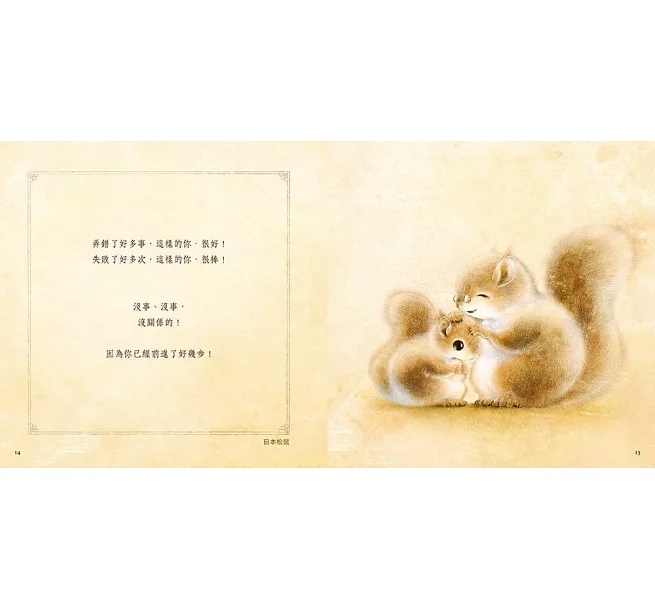 弄錯了好多事，這樣的你，很好！
失敗了好多次，這樣的你，很棒！
沒事、沒事，
沒關係的！
因為你已經前進了好幾步！
日本松鼠
14
15